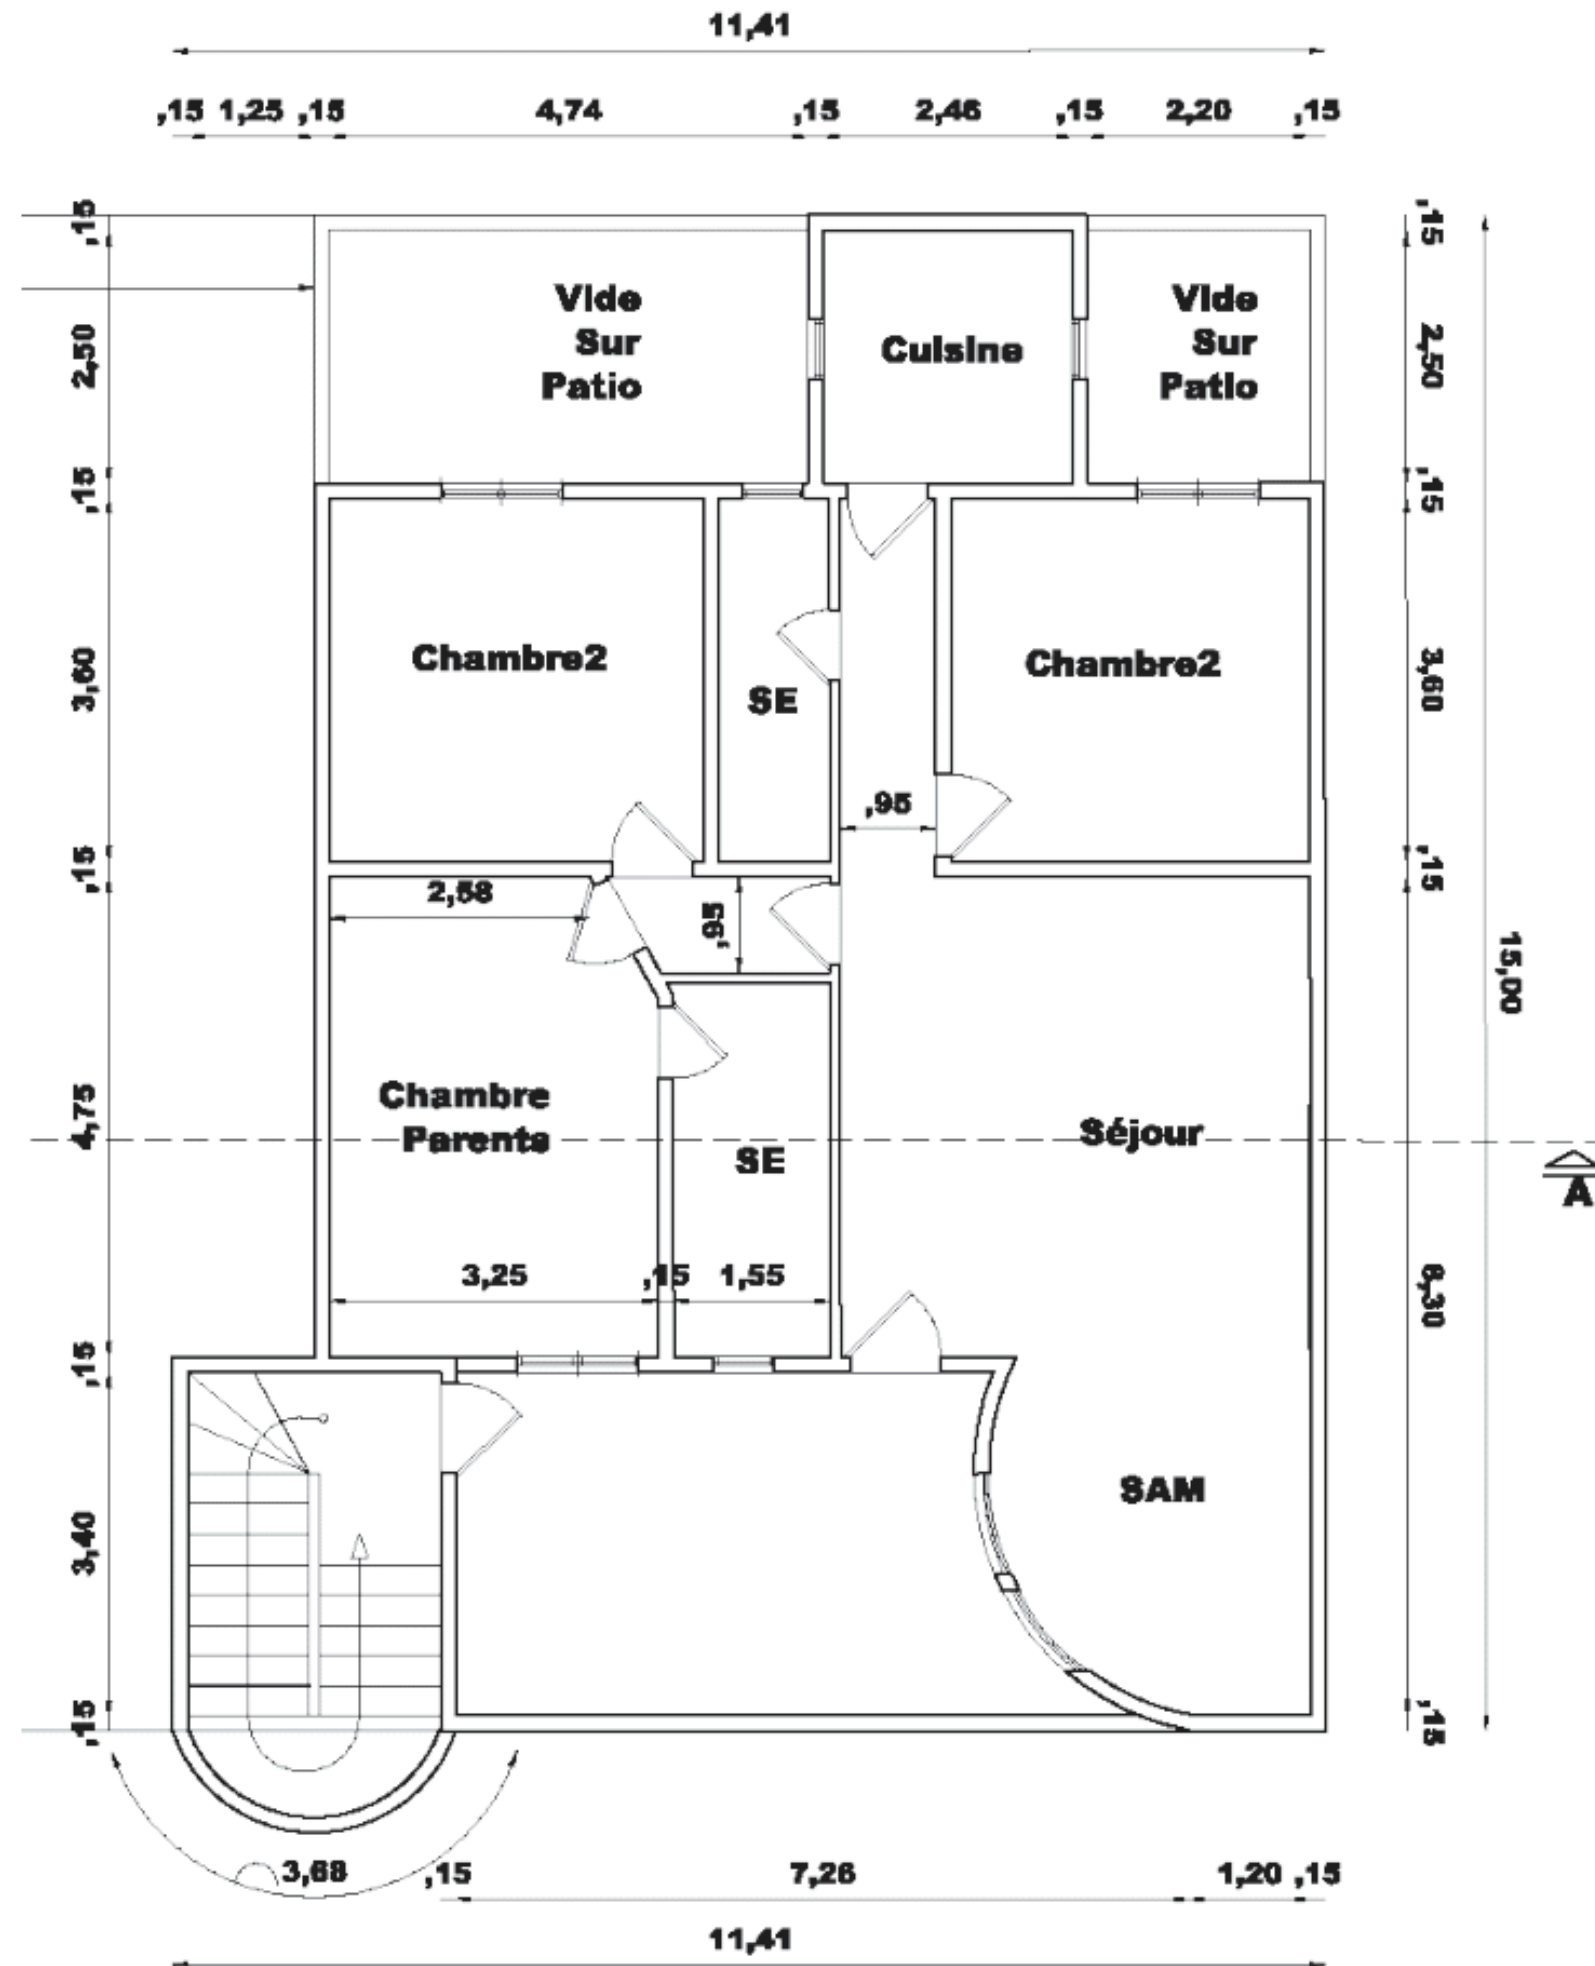 11,41
,15 1,25 ,15 4,74 ,15 2,46 ,15 2,20 ,15
,15
,15
Vide
Sur
Patio
Vide
Sur
Patio
Cuisine
2,50
2,50
,15
,15
Chambre2
Chambre2
SE
3,60
3,60
,95
,15
,15
2,58
,95
15,00
Chambre
Parents
Séjour
SE
4,75
A
3,25 ,15 1,55
8,30
,15
SAM
3,40
,15
,15
3,68 ,15 7,26 1,20 ,15
11,41